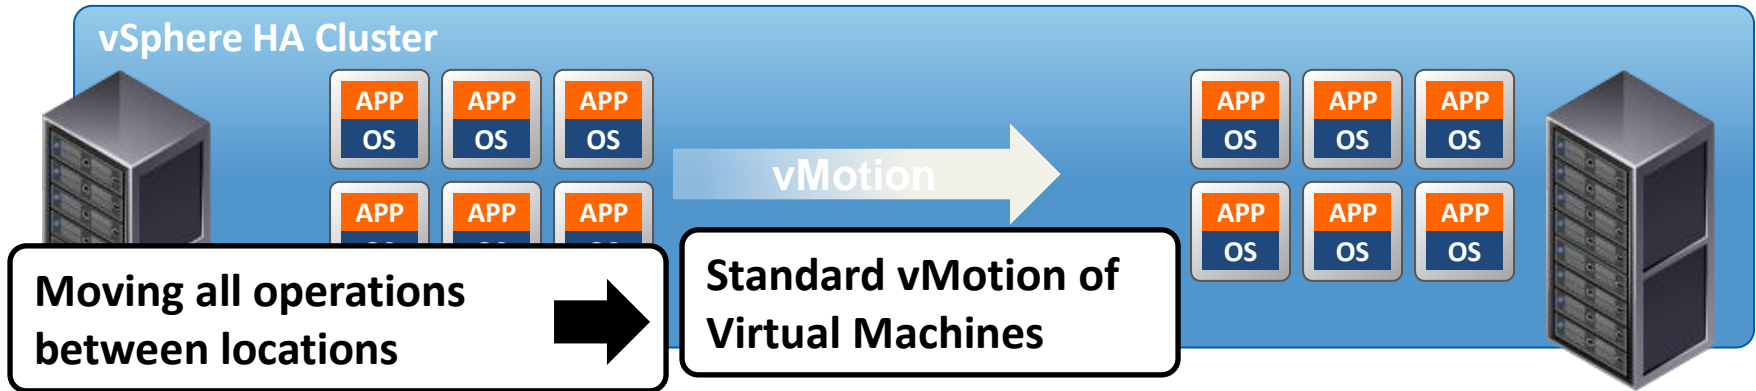 vSphere HA Cluster
APP APP APP APP APP APP
OS OS OS OS OS OS
vMotion
APP APP APP APP APP APP
OS OS OS
Moving all operations
between locations
Standard vMotion of
Virtual Machines